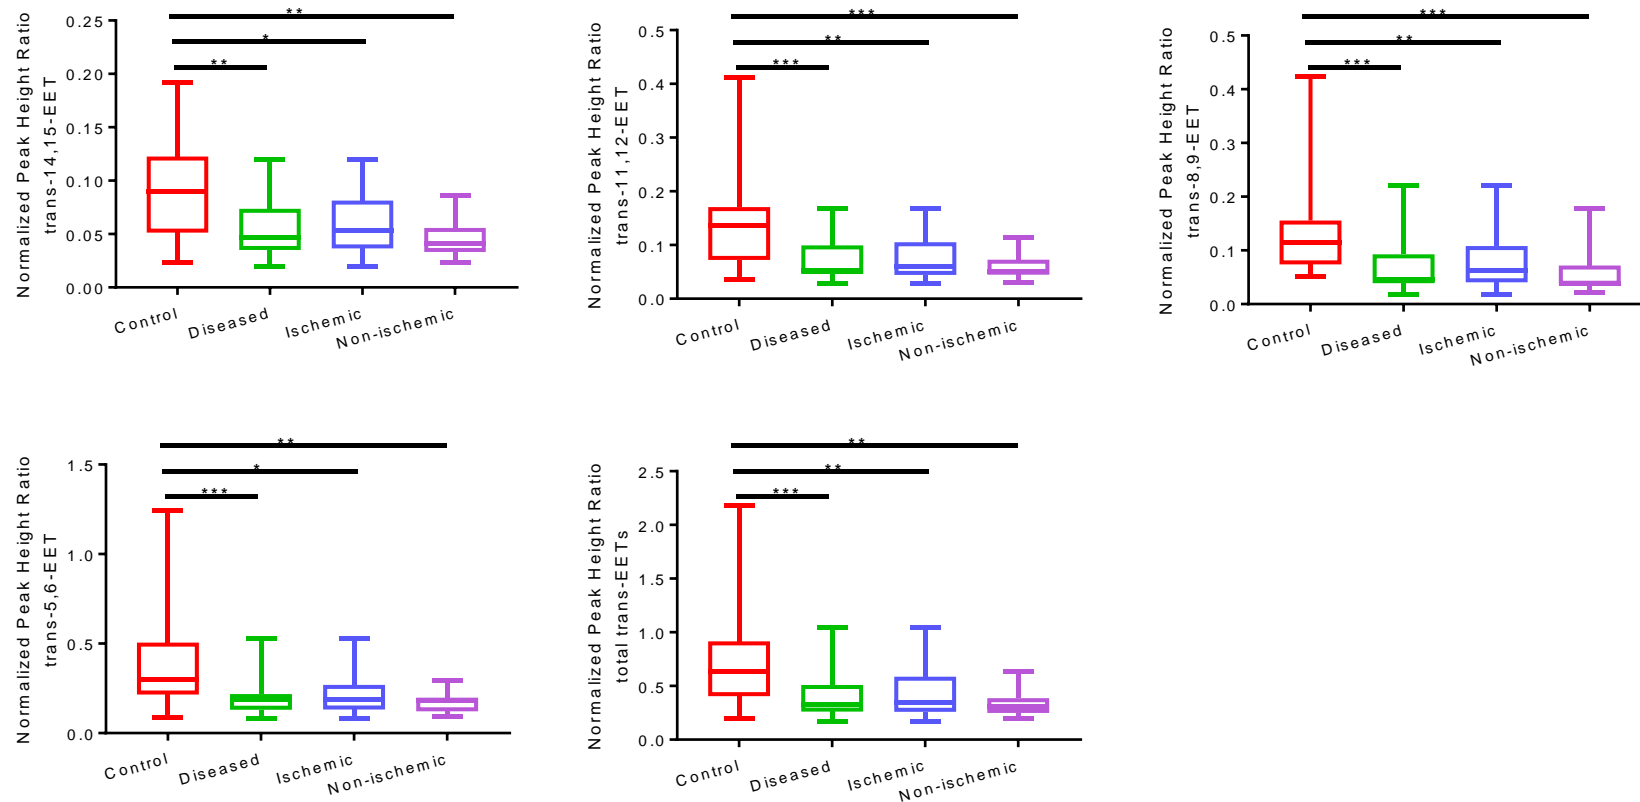 Normalized Peak Height Ratio
trans-14,15-EET
0.25
0.20
0.15
0.10
0.05
0.00
**
*
**
Control
Diseased
Ischemic
Non-ischemic
Normalized Peak Height Ratio
trans-11,12-EET
0.5
0.4
0.3
0.2
0.1
0.0
***
**
***
Control
Diseased
Ischemic
Non-ischemic
Normalized Peak Height Ratio
trans-8,9-EET
0.5
0.4
0.3
0.2
0.1
0.0
***
**
***
Control
Diseased
Ischemic
Non-ischemic
Normalized Peak Height Ratio
trans-5,6-EET
1.5
1.0
0.5
0.0
**
*
***
Control
Diseased
Ischemic
Non-ischemic
Normalized Peak Height Ratio
total trans-EETs
2.5
2.0
1.5
1.0
0.5
0.0
**
**
***
Control
Diseased
Ischemic
Non-ischemic